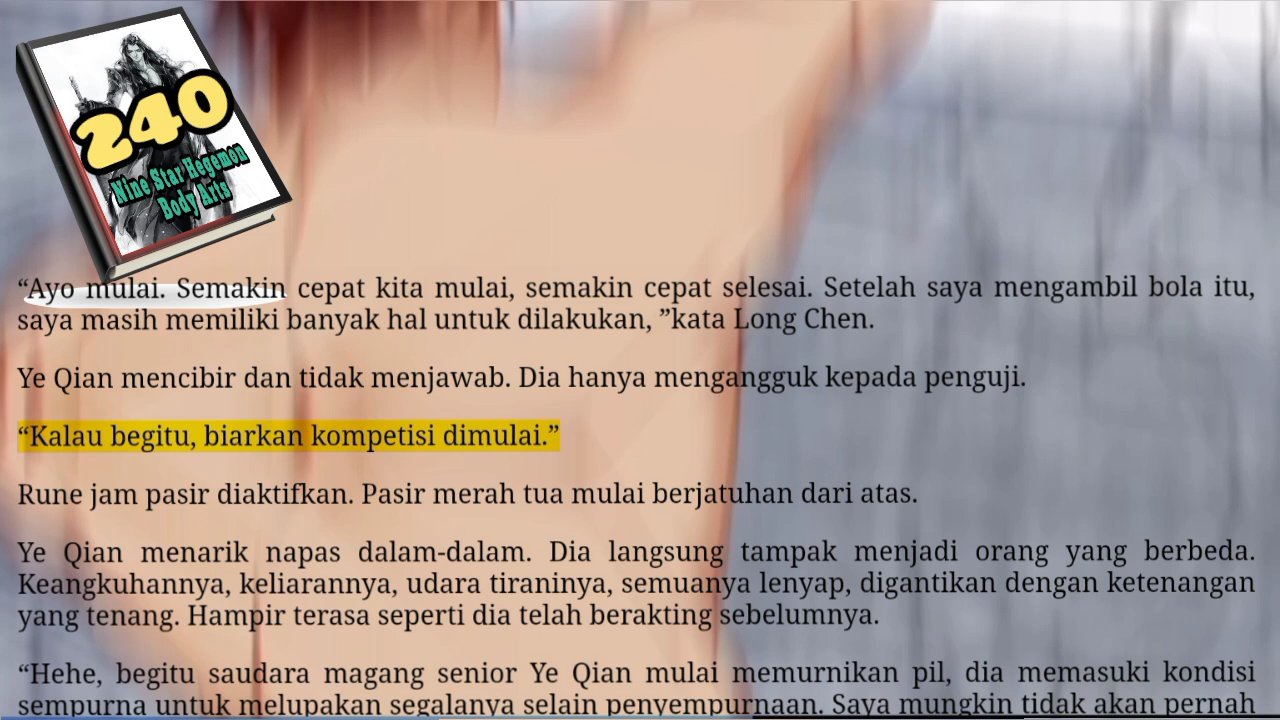 240
Nine Star Hegemon
Body Arts
“Ayo mulai. Semakin cepat kita mulai, semakin cepat selesai. Setelah saya mengambil bola itu,
saya masih memiliki banyak hal untuk dilakukan, ”kata Long Chen.
Ye Qian mencibir dan tidak menjawab. Dia hanya mengangguk kepada penguji.
“Kalau begitu, biarkan kompetisi dimulai.”
Rune jam pasir diaktifkan. Pasir merah tua mulai berjatuhan dari atas.
Ye Qian menarik napas dalam-dalam. Dia langsung tampak menjadi orang yang berbeda.
Keangkuhannya, keliarannya, udara tiraninya, semuanya lenyap, digantikan dengan ketenangan
yang tenang. Hampir terasa seperti dia telah berakting sebelumnya.
“Hehe, begitu saudara magang senior Ye Qian mulai memurnikan pil, dia memasuki kondisi
sempurna untuk melupakan segalanya selain penyempurnaan. Saya mungkin tidak akan pernah